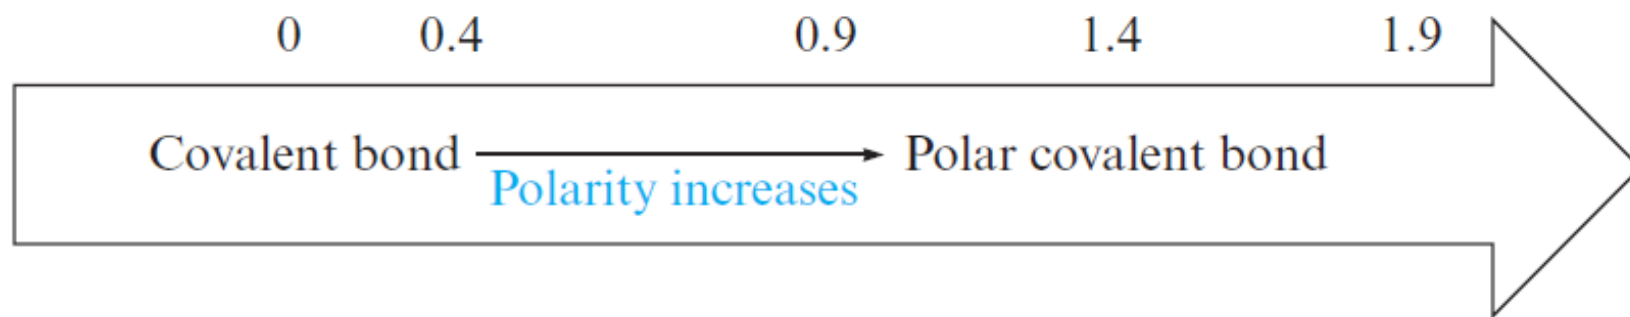 0 0.4 0.9 1.4 1.9
Covalent bond Polar covalent bond
Polarity increases